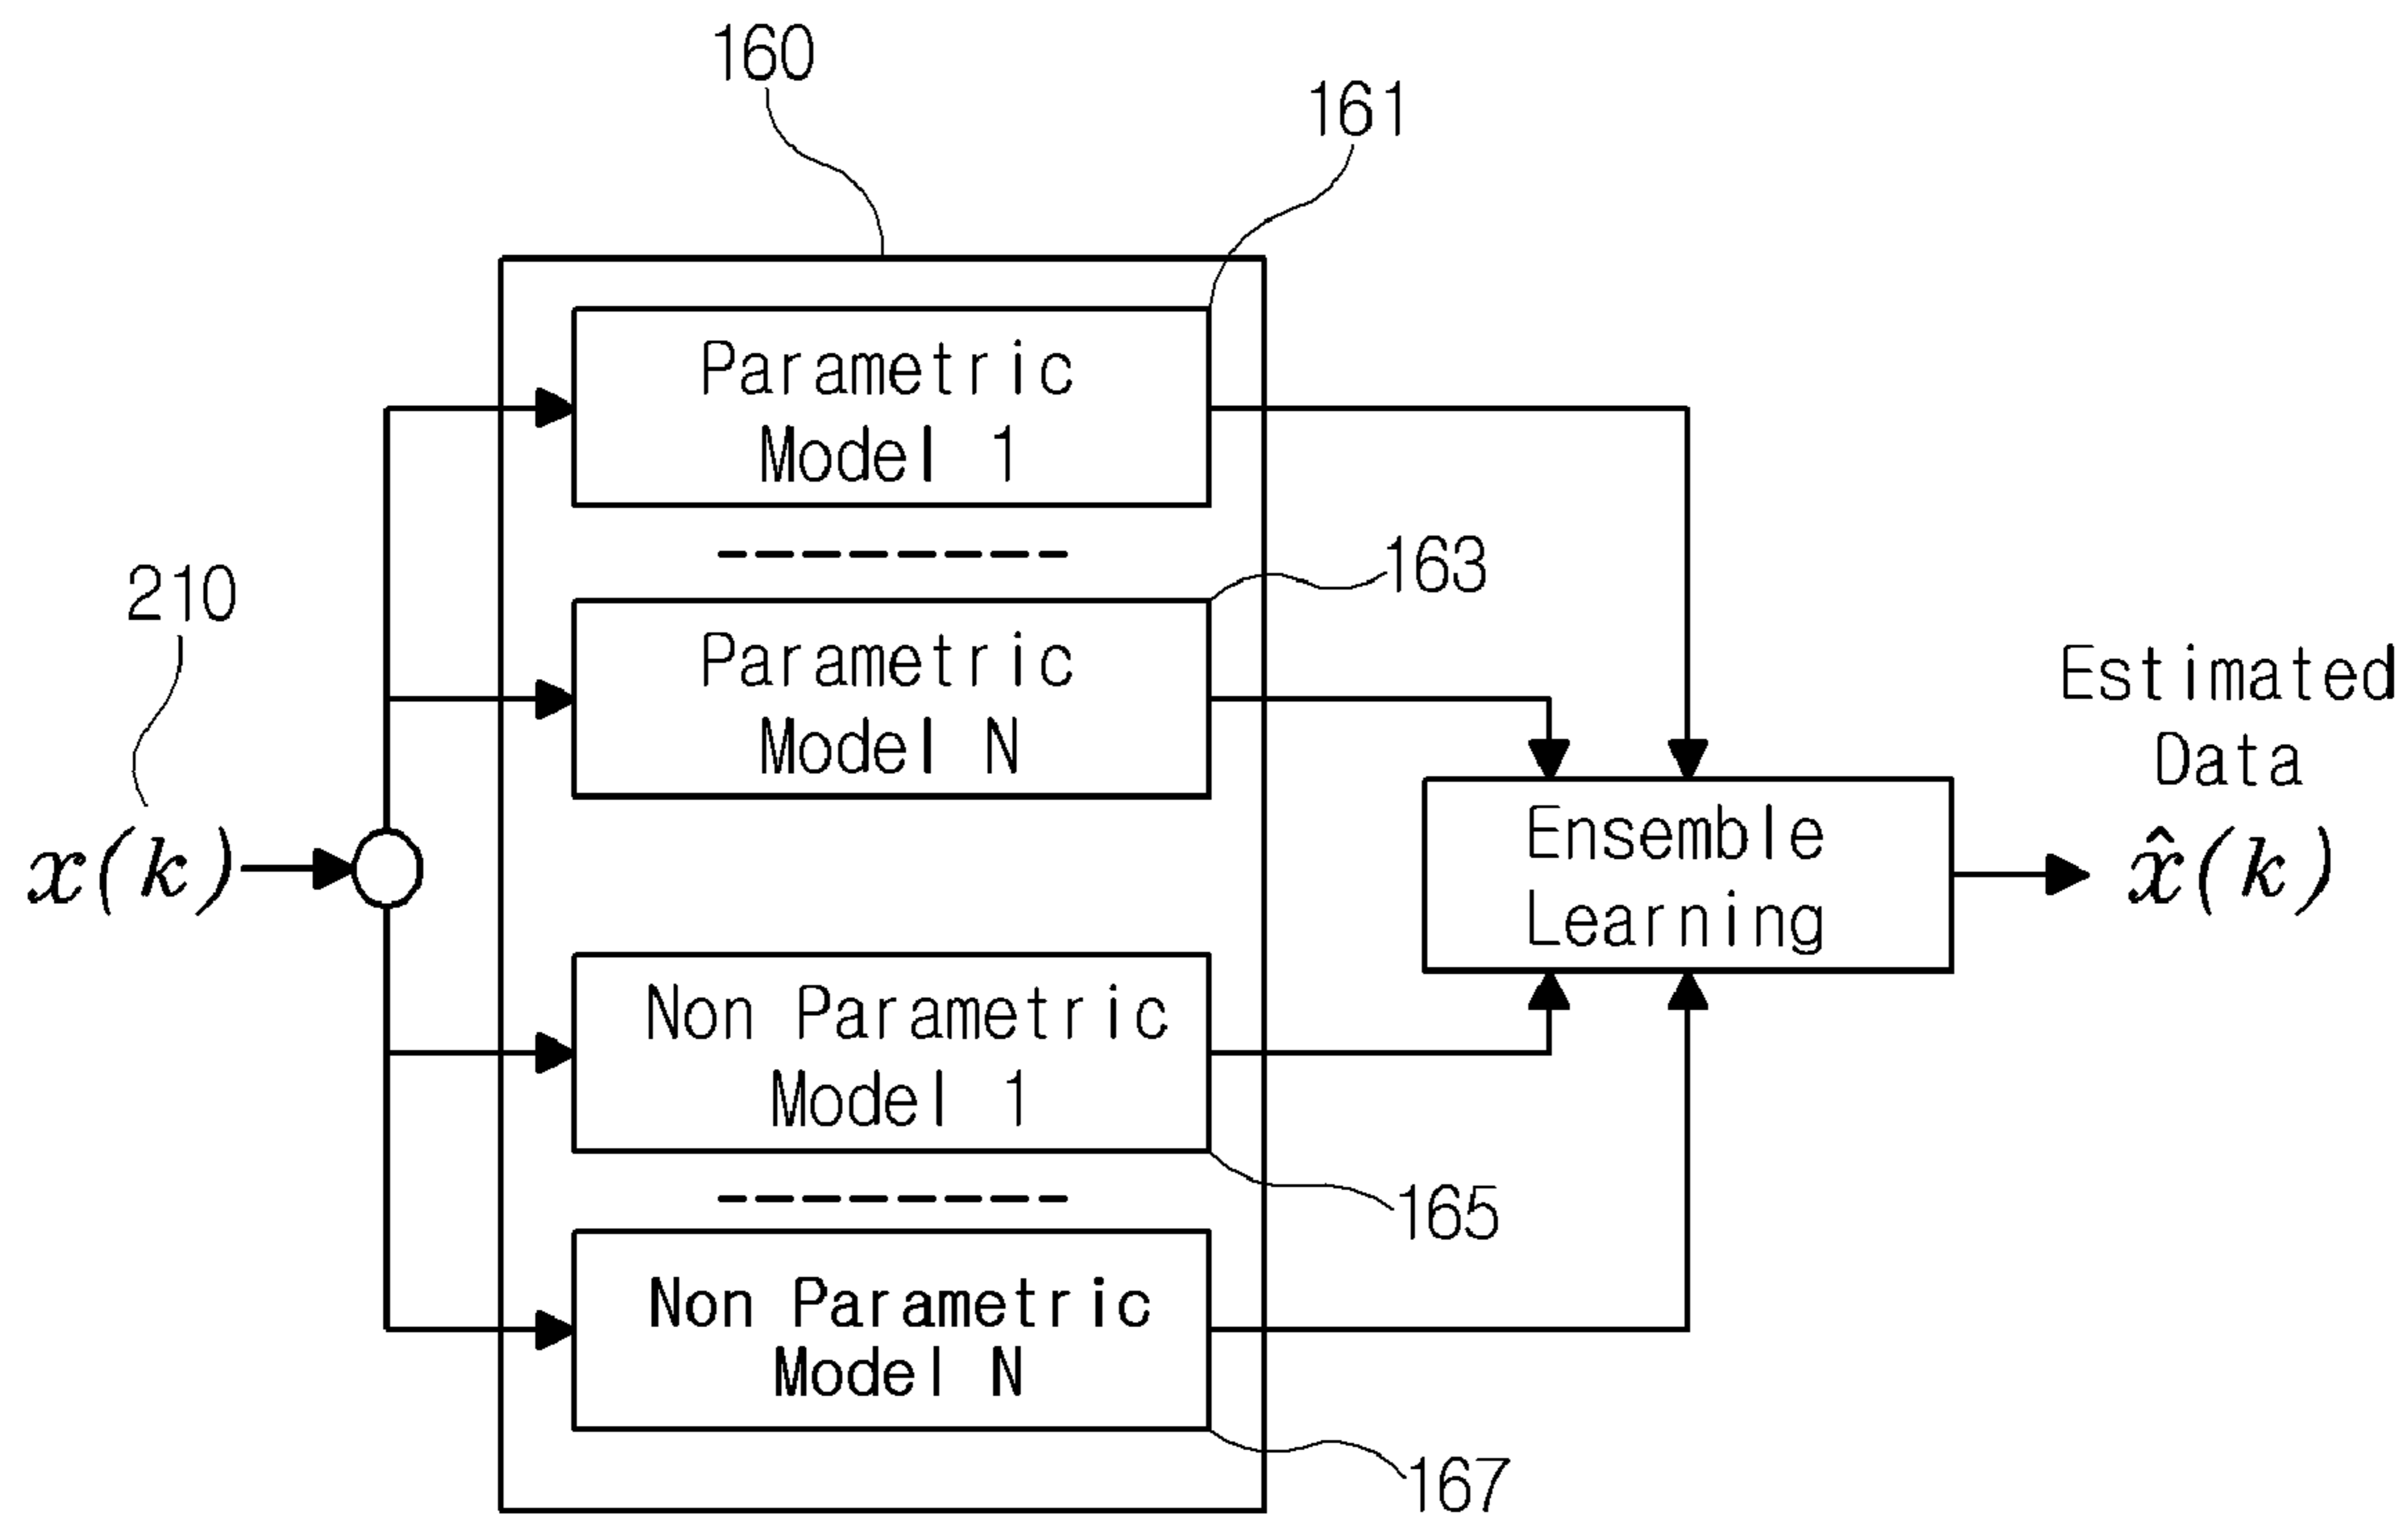 160
161
Parametric
Model 1
163
210
Parametric
Model N
Estimated
Data
x(k)
Ensemble
Learning
x̂(k)
Non Parametric
Model 1
165
Non Parametric
Model N
167